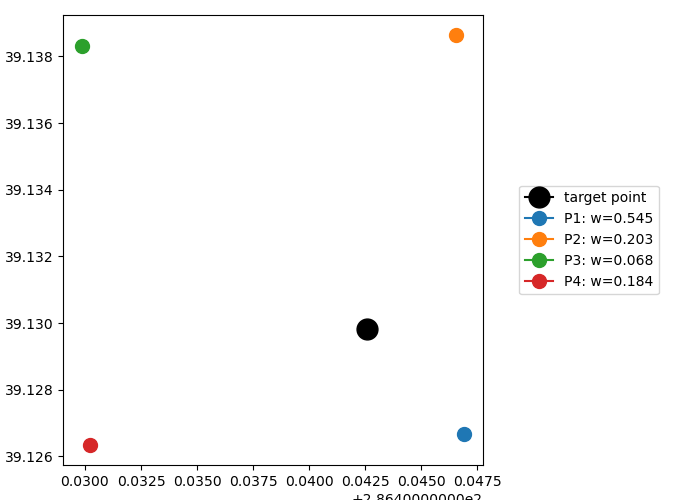 39.138
39.136
39.134
39.132
39.130
39.128
39.126
0.0300 0.0325 0.0350 0.0375 0.0400 0.0425 0.0450 0.0475
+2.8640000000e2
target point
P1: w=0.545
P2: w=0.203
P3: w=0.068
P4: w=0.184